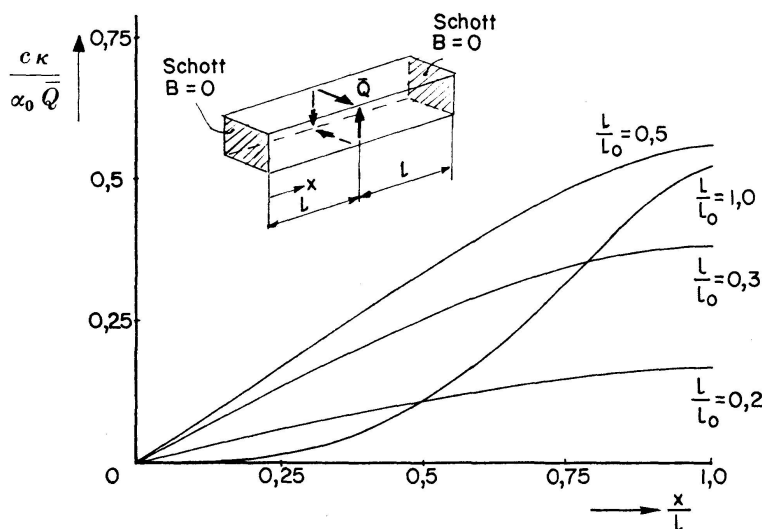 0,75
c κ
α₀ Q̄
Schott
B=0
Schott
B=0
Q̄
x
l
l
0,5
0,25
l/l₀=0,5
l/l₀=1,0
l/l₀=0,3
l/l₀=0,2
0
0,25
0,5
0,75
1,0
x/l